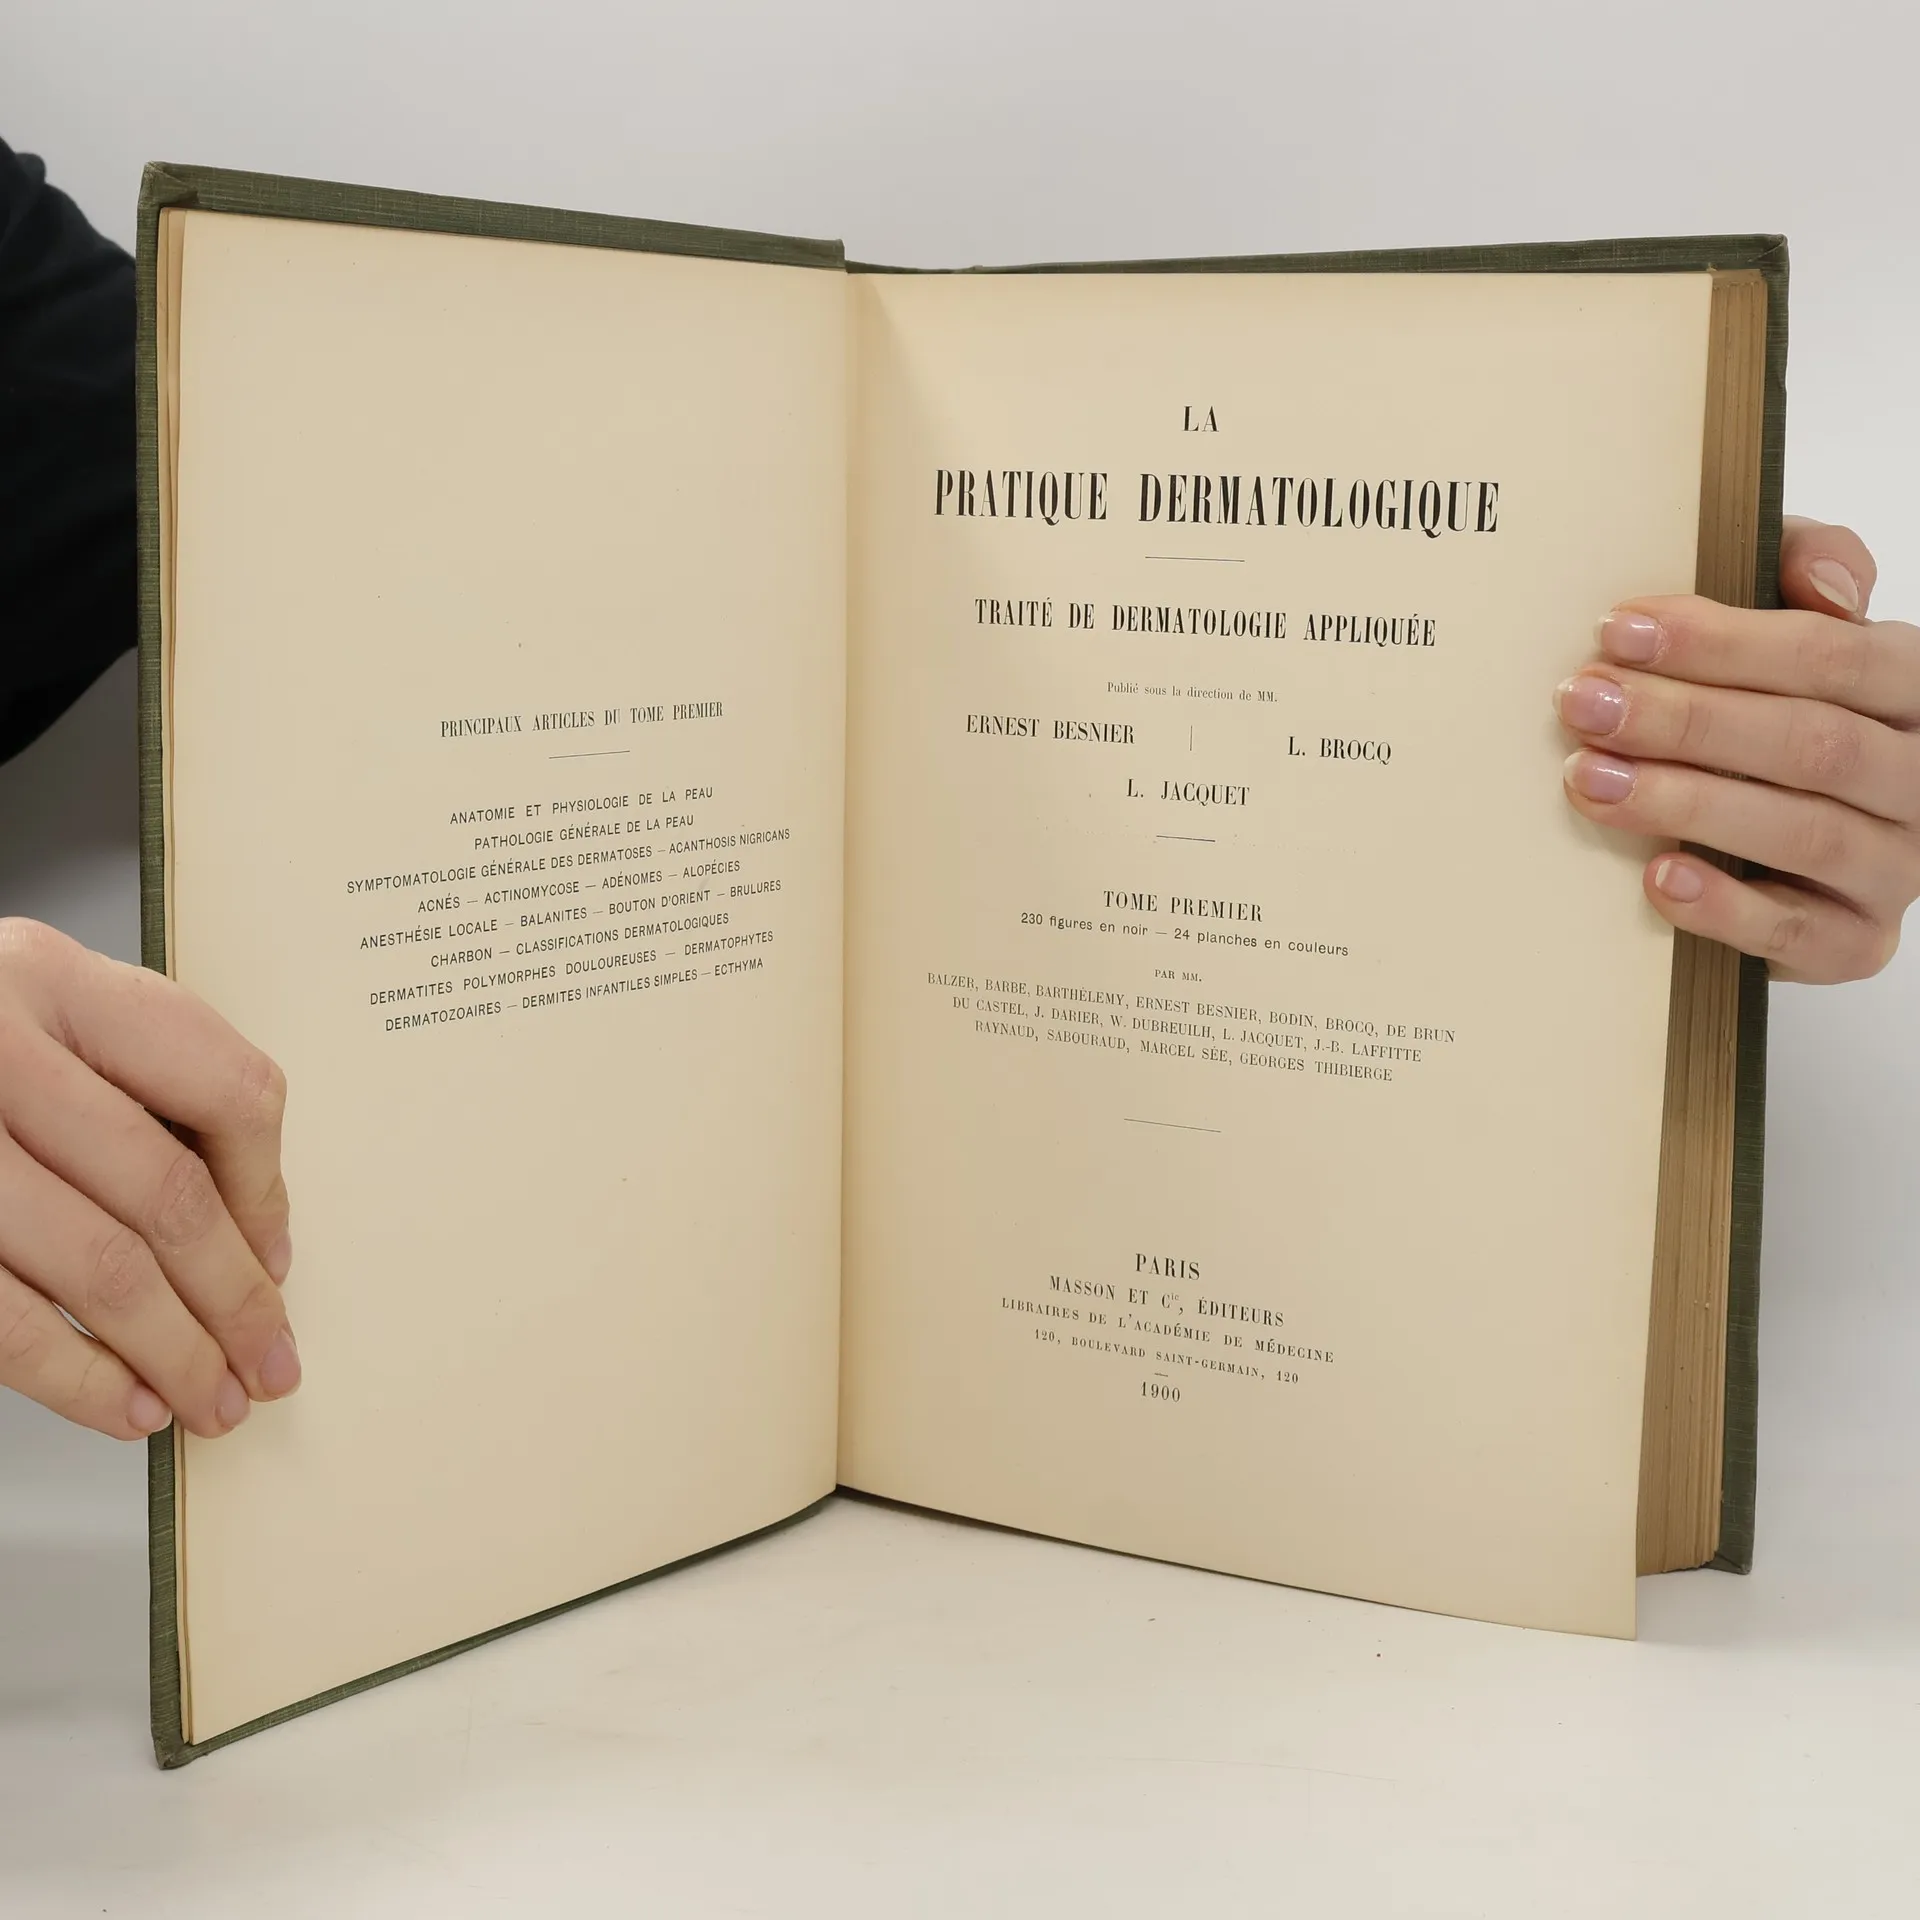 PRINCIPAUX ARTICLES DU TOME PREMIER
ANATOMIE ET PHYSIOLOGIE DE LA PEAU
PATHOLOGIE GÉNÉRALE DE LA PEAU
SYMPTOMATOLOGIE GÉNÉRALE DES DERMATOSES — ACANTHOSIS NIGRICANS
ACNÉS — ACTINOMYCOSE — ADÉNOMES — ALOPÉCIES
ANESTHÉSIE LOCALE — BALANITES — BOUTON D'ORIENT — BRULURES
CHARBON — CLASSIFICATIONS DERMATOLOGIQUES
DERMATITES POLYMORPHES DOULOUREUSES — DERMATOPHYTES
DERMATOZOAIRES — DERMITES INFANTILES SIMPLES — ECTHYMA
LA
PRATIQUE DERMATOLOGIQUE
TRAITÉ DE DERMATOLOGIE APPLIQUÉE
Publié sous la direction de MM.
ERNEST BESNIER | L. BROCQ
L. JACQUET
TOME PREMIER
230 figures en noir — 24 planches en couleurs
PAR MM.
BALZER, BARBE, BARTHÉLEMY, ERNEST BESNIER, BODIN, BROCQ, DE BRUN
DU CASTEL, J. DARIER, W. DUBREUILH, L. JACQUET, J.-B. LAFFITTE
RAYNAUD, SABOURAUD, MARCEL SÉE, GEORGES THIBIERGE
PARIS
MASSON ET Cie, ÉDITEURS
LIBRAIRES DE L'ACADÉMIE DE MÉDECINE
120, BOULEVARD SAINT-GERMAIN, 120
1900